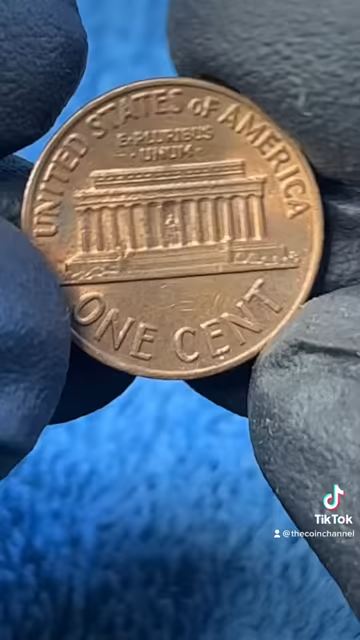 UNITED STATES OF AMERICA
E·PLURIBUS
·UNUM·
ONE CENT
TikTok
@thecoinchannel